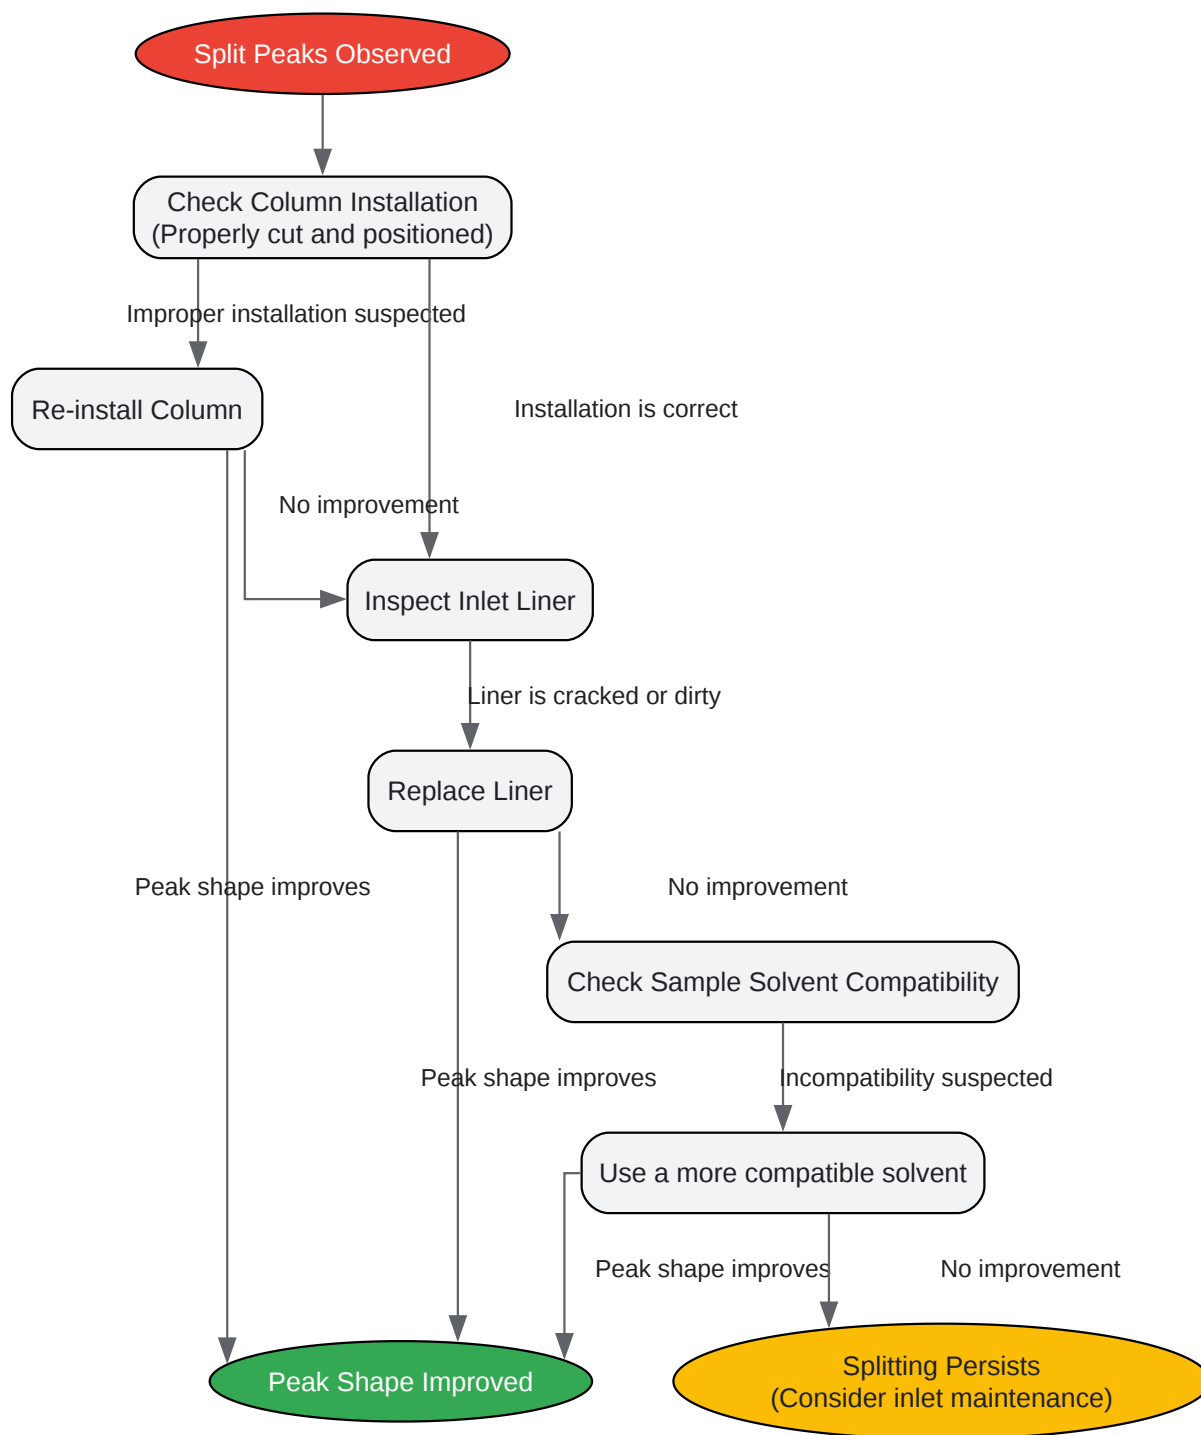 Split Peaks Observed
Check Column Installation
(Properly cut and positioned)
Improper installation suspected
Re-install Column
Installation is correct
No improvement
Inspect Inlet Liner
Liner is cracked or dirty
Replace Liner
Peak shape improves
No improvement
Check Sample Solvent Compatibility
Peak shape improves
Incompatibility suspected
Use a more compatible solvent
Peak shape improves
No improvement
Peak Shape Improved
Splitting Persists
(Consider inlet maintenance)